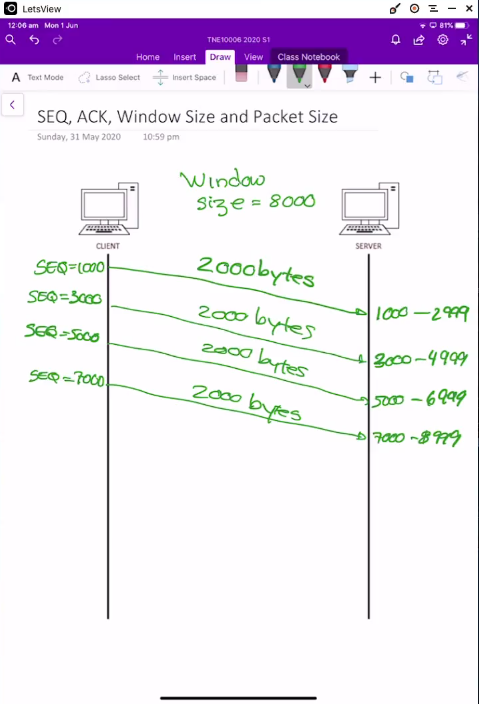 LetsView
12:06 am Mon 1 Jun
81%
TNE10006 2020 S1
Home Insert Draw View Class Notebook
A Text Mode Lasso Select Insert Space
SEQ, ACK, Window Size and Packet Size
Sunday, 31 May 2020 10:59 pm
Window
size = 8000
CLIENT
SERVER
SEQ=1000
2000 bytes
1000 - 2999
SEQ=3000
2000 bytes
3000 - 4999
SEQ=5000
2000 bytes
5000 - 6999
SEQ=7000
2000 bytes
7000 - 8999